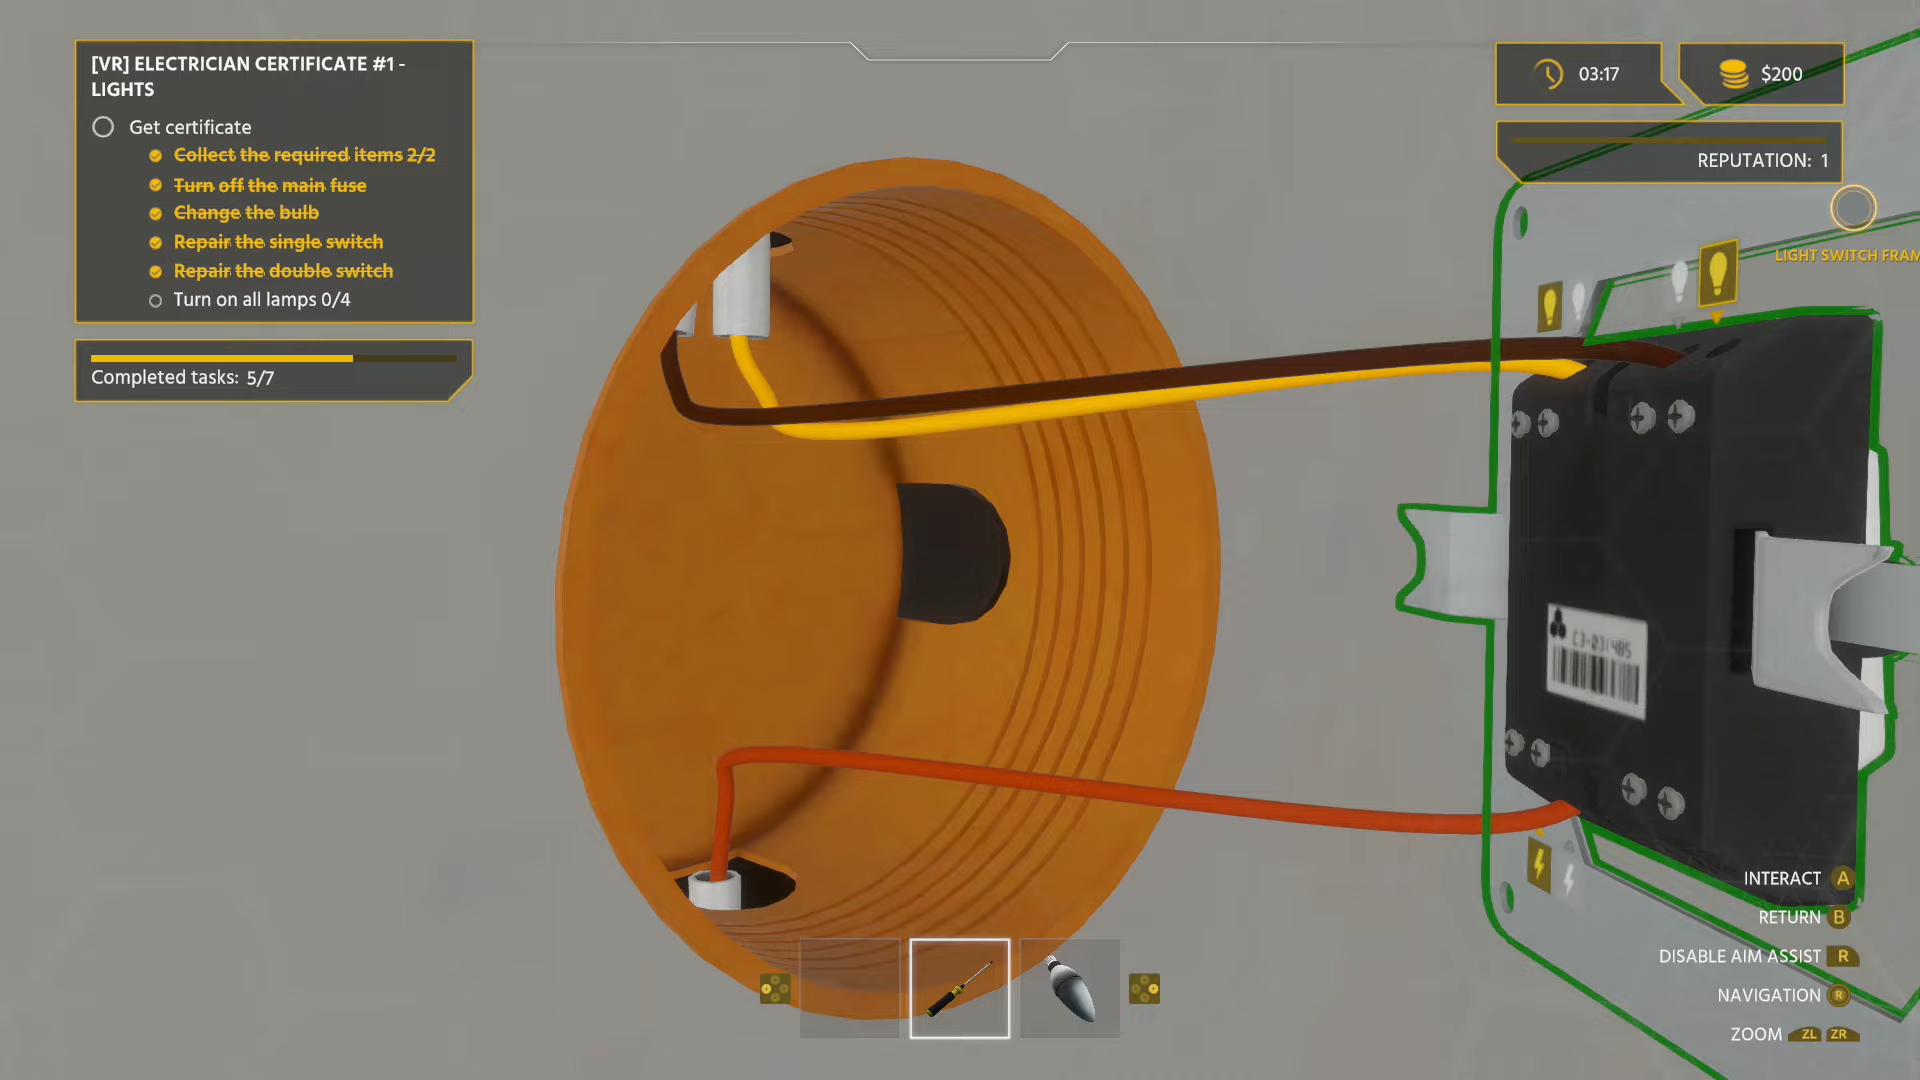 [VR] ELECTRICIAN CERTIFICATE #1 -
LIGHTS
Get certificate
Collect the required items 2/2
Turn off the main fuse
Change the bulb
Repair the single switch
Repair the double switch
Turn on all lamps 0/4
Completed tasks: 5/7
03:17
$200
REPUTATION: 1
LIGHT SWITCH FRAM
INTERACT A
RETURN B
DISABLE AIM ASSIST R
NAVIGATION R
ZOOM ZL ZR